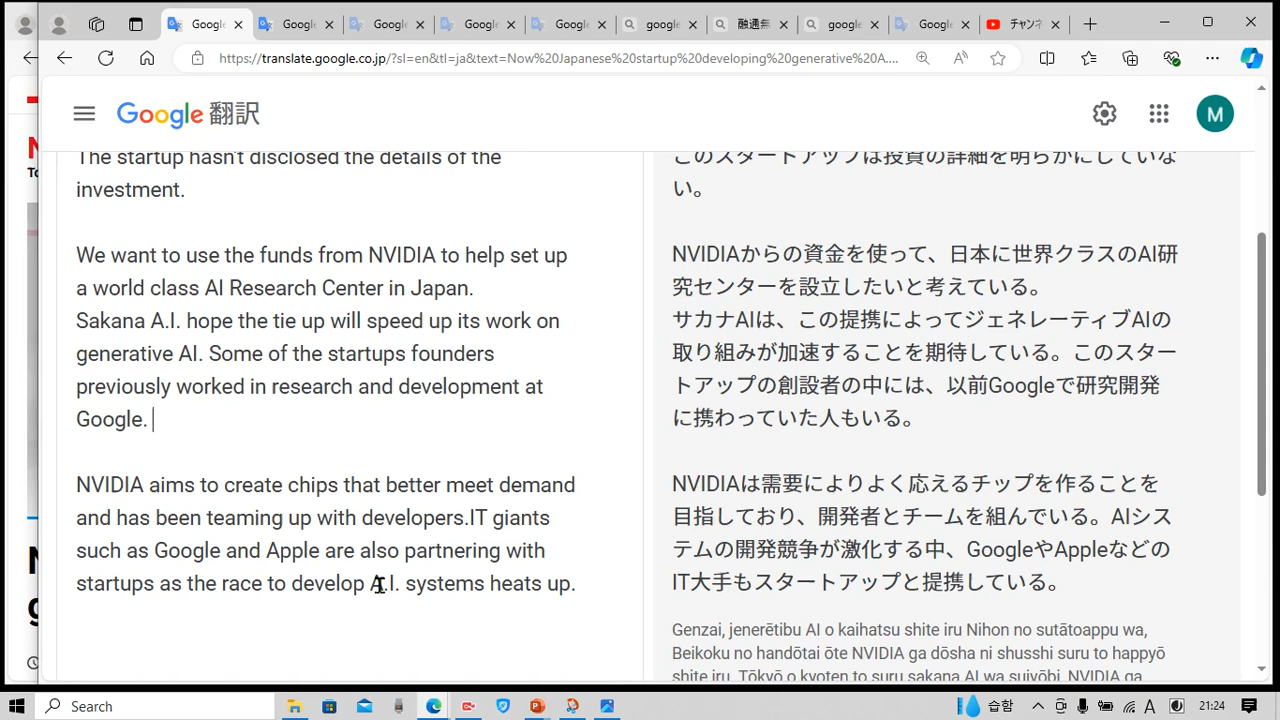 Google
Google
Google
Google
Google
google
融通無
google
Google
チャンネ
https://translate.google.co.jp/?sl=en&tl=ja&text=Now%20Japanese%20startup%20developing%20generative%20A....
Google 翻訳
M
The startup hasn't disclosed the details of the
investment.
We want to use the funds from NVIDIA to help set up
a world class AI Research Center in Japan.
Sakana A.I. hope the tie up will speed up its work on
generative AI. Some of the startups founders
previously worked in research and development at
Google.
NVIDIA aims to create chips that better meet demand
and has been teaming up with developers.IT giants
such as Google and Apple are also partnering with
startups as the race to develop A.I. systems heats up.
このスタートアップは投資の詳細を明らかにしていな
い。
NVIDIAからの資金を使って、日本に世界クラスのAI研
究センターを設立したいと考えている。
サカナAIは、この提携によってジェネレーティブAIの
取り組みが加速することを期待している。このスター
トアップの創設者の中には、以前Googleで研究開発
に携わっていた人もいる。
NVIDIAは需要によりよく応えるチップを作ることを
目指しており、開発者とチームを組んでいる。AIシス
テムの開発競争が激化する中、GoogleやAppleなどの
IT大手もスタートアップと提携している。
Genzai, jenerētibu AI o kaihatsu shite iru Nihon no sutātoappu wa,
Beikoku no handōtai ōte NVIDIA ga dōsha ni shusshi suru to happyō
shite iru. Tōkyō o kyoten to suru sakana AI wa suiyōbi, NVIDIA ga
Search
습함
A
21:24